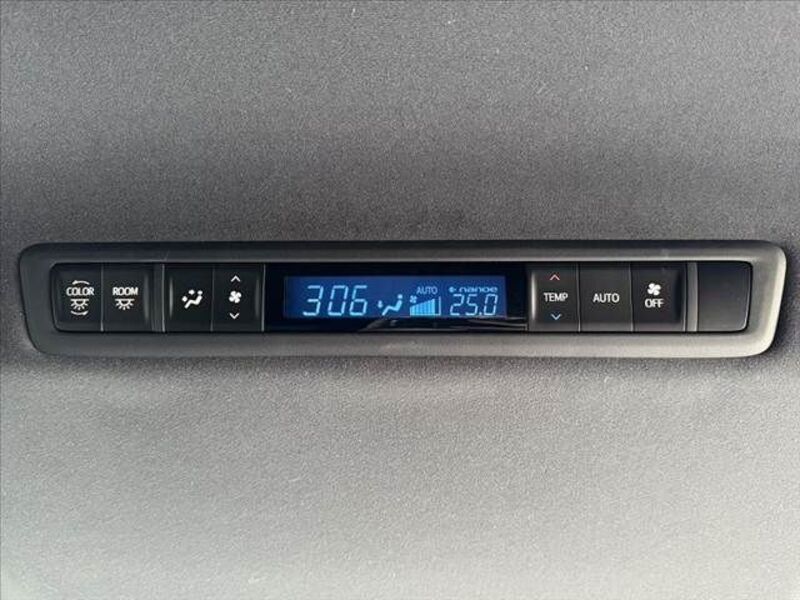 COLOR
ROOM
306
AUTO
nanoe
25.0
TEMP
AUTO
OFF